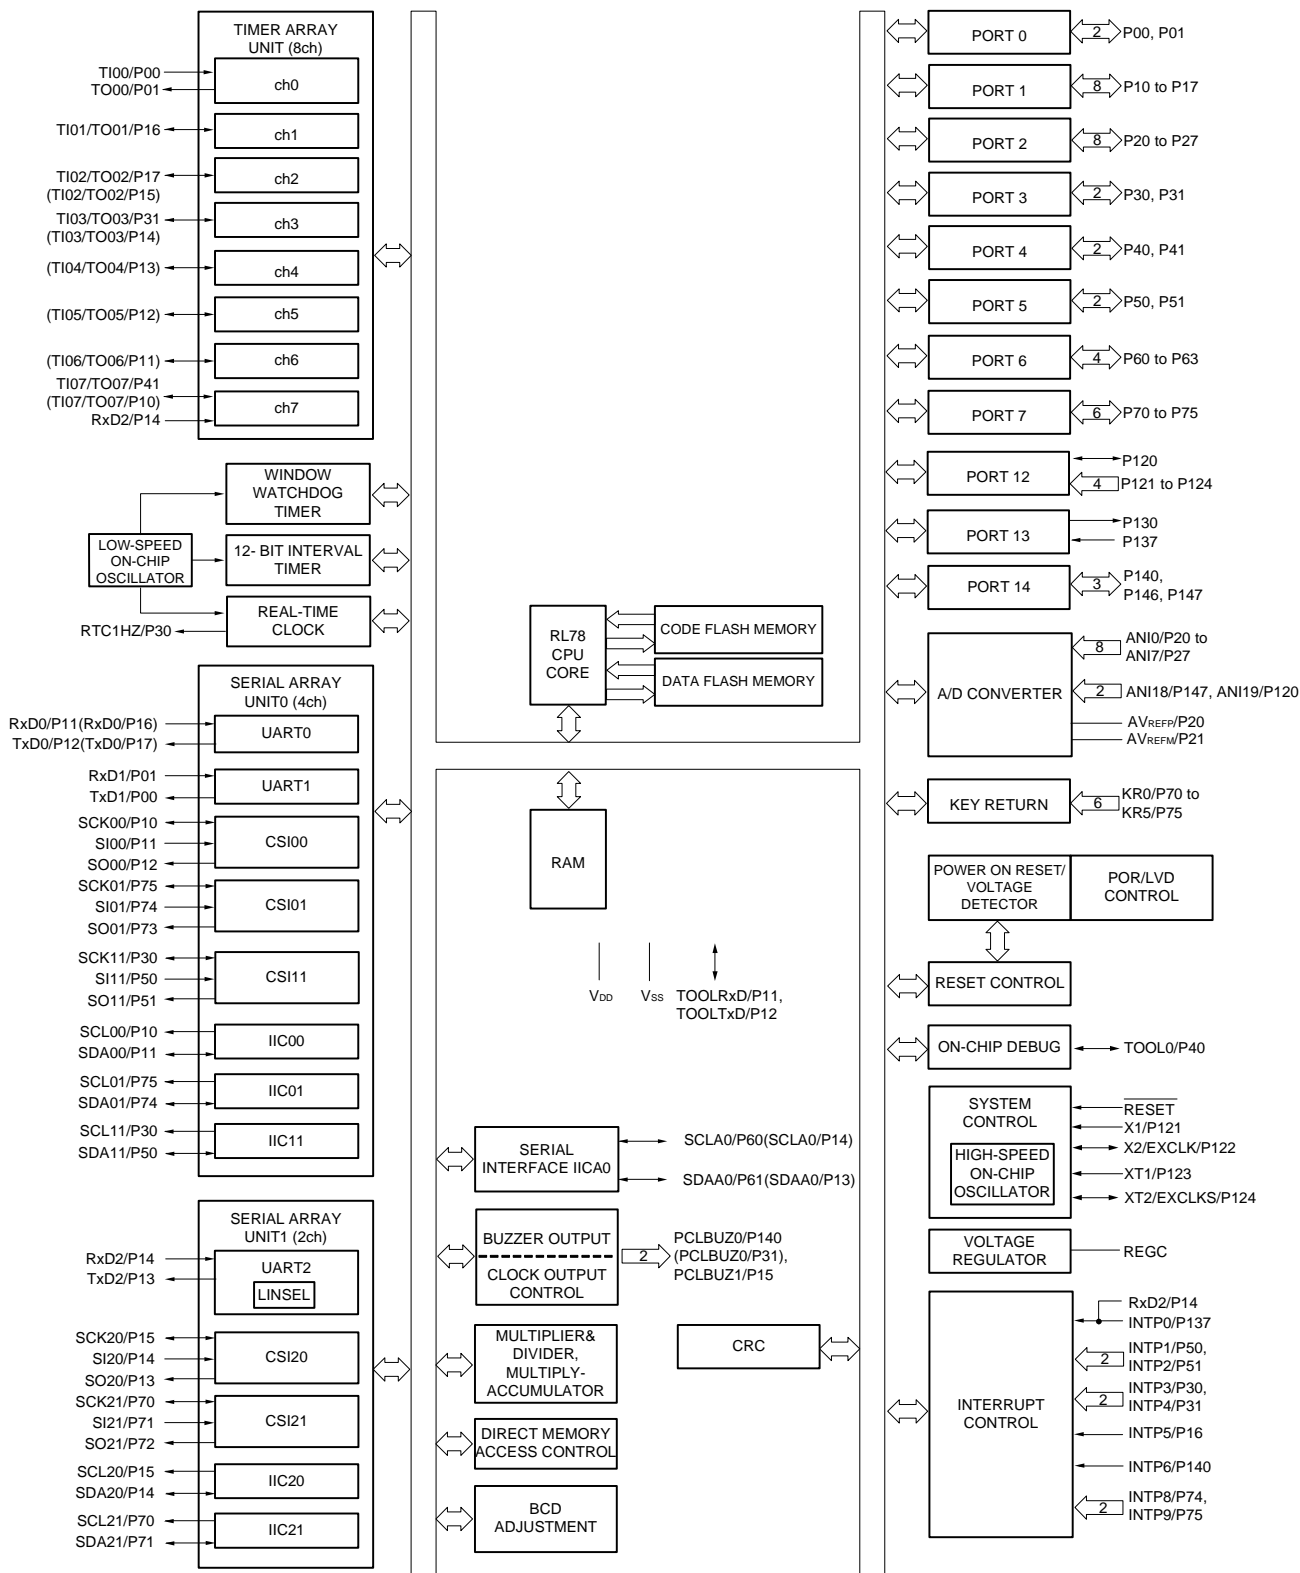 TIMER ARRAY
UNIT (8ch)
TI00/P00
TO00/P01
ch0
TI01/TO01/P16
ch1
TI02/TO02/P17
(TI02/TO02/P15)
ch2
TI03/TO03/P31
(TI03/TO03/P14)
ch3
(TI04/TO04/P13)
ch4
(TI05/TO05/P12)
ch5
(TI06/TO06/P11)
ch6
TI07/TO07/P41
(TI07/TO07/P10)
RxD2/P14
ch7
WINDOW
WATCHDOG
TIMER
LOW-SPEED
ON-CHIP
OSCILLATOR
12- BIT INTERVAL
TIMER
REAL-TIME
CLOCK
RTC1HZ/P30
SERIAL ARRAY
UNIT0 (4ch)
RxD0/P11(RxD0/P16)
TxD0/P12(TxD0/P17)
UART0
RxD1/P01
TxD1/P00
UART1
SCK00/P10
SI00/P11
SO00/P12
CSI00
SCK01/P75
SI01/P74
SO01/P73
CSI01
SCK11/P30
SI11/P50
SO11/P51
CSI11
SCL00/P10
SDA00/P11
IIC00
SCL01/P75
SDA01/P74
IIC01
SCL11/P30
SDA11/P50
IIC11
SERIAL ARRAY
UNIT1 (2ch)
RxD2/P14
TxD2/P13
UART2
LINSEL
SCK20/P15
SI20/P14
SO20/P13
CSI20
SCK21/P70
SI21/P71
SO21/P72
CSI21
SCL20/P15
SDA20/P14
IIC20
SCL21/P70
SDA21/P71
IIC21
RL78
CPU
CORE
CODE FLASH MEMORY
DATA FLASH MEMORY
RAM
VDD
VSS
TOOLRxD/P11,
TOOLTxD/P12
SERIAL
INTERFACE IICA0
SCLA0/P60(SCLA0/P14)
SDAA0/P61(SDAA0/P13)
BUZZER OUTPUT
CLOCK OUTPUT
CONTROL
2
PCLBUZ0/P140
(PCLBUZ0/P31),
PCLBUZ1/P15
MULTIPLIER&
DIVIDER,
MULTIPLY-
ACCUMULATOR
CRC
DIRECT MEMORY
ACCESS CONTROL
BCD
ADJUSTMENT
PORT 0
2
P00, P01
PORT 1
8
P10 to P17
PORT 2
8
P20 to P27
PORT 3
2
P30, P31
PORT 4
2
P40, P41
PORT 5
2
P50, P51
PORT 6
4
P60 to P63
PORT 7
6
P70 to P75
PORT 12
P120
4
P121 to P124
PORT 13
P130
P137
PORT 14
3
P140,
P146, P147
A/D CONVERTER
8
ANI0/P20 to
ANI7/P27
2
ANI18/P147, ANI19/P120
AVREFP/P20
AVREFM/P21
KEY RETURN
6
KR0/P70 to
KR5/P75
POWER ON RESET/
VOLTAGE
DETECTOR
POR/LVD
CONTROL
RESET CONTROL
ON-CHIP DEBUG
TOOL0/P40
SYSTEM
CONTROL
HIGH-SPEED
ON-CHIP
OSCILLATOR
RESET
X1/P121
X2/EXCLK/P122
XT1/P123
XT2/EXCLKS/P124
VOLTAGE
REGULATOR
REGC
INTERRUPT
CONTROL
RxD2/P14
INTP0/P137
2
INTP1/P50,
INTP2/P51
2
INTP3/P30,
INTP4/P31
INTP5/P16
INTP6/P140
2
INTP8/P74,
INTP9/P75